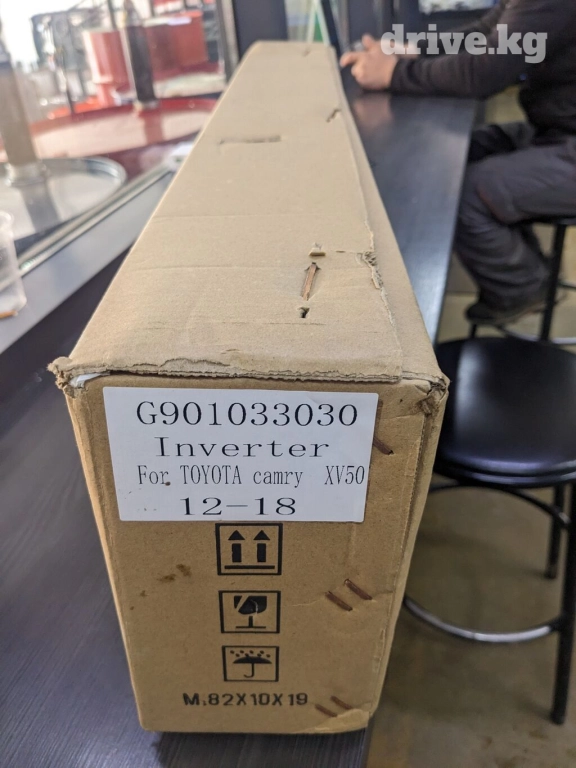 drive.kg
G901033030
Inverter
For TOYOTA camry XV50
12-18
M.82X10X19